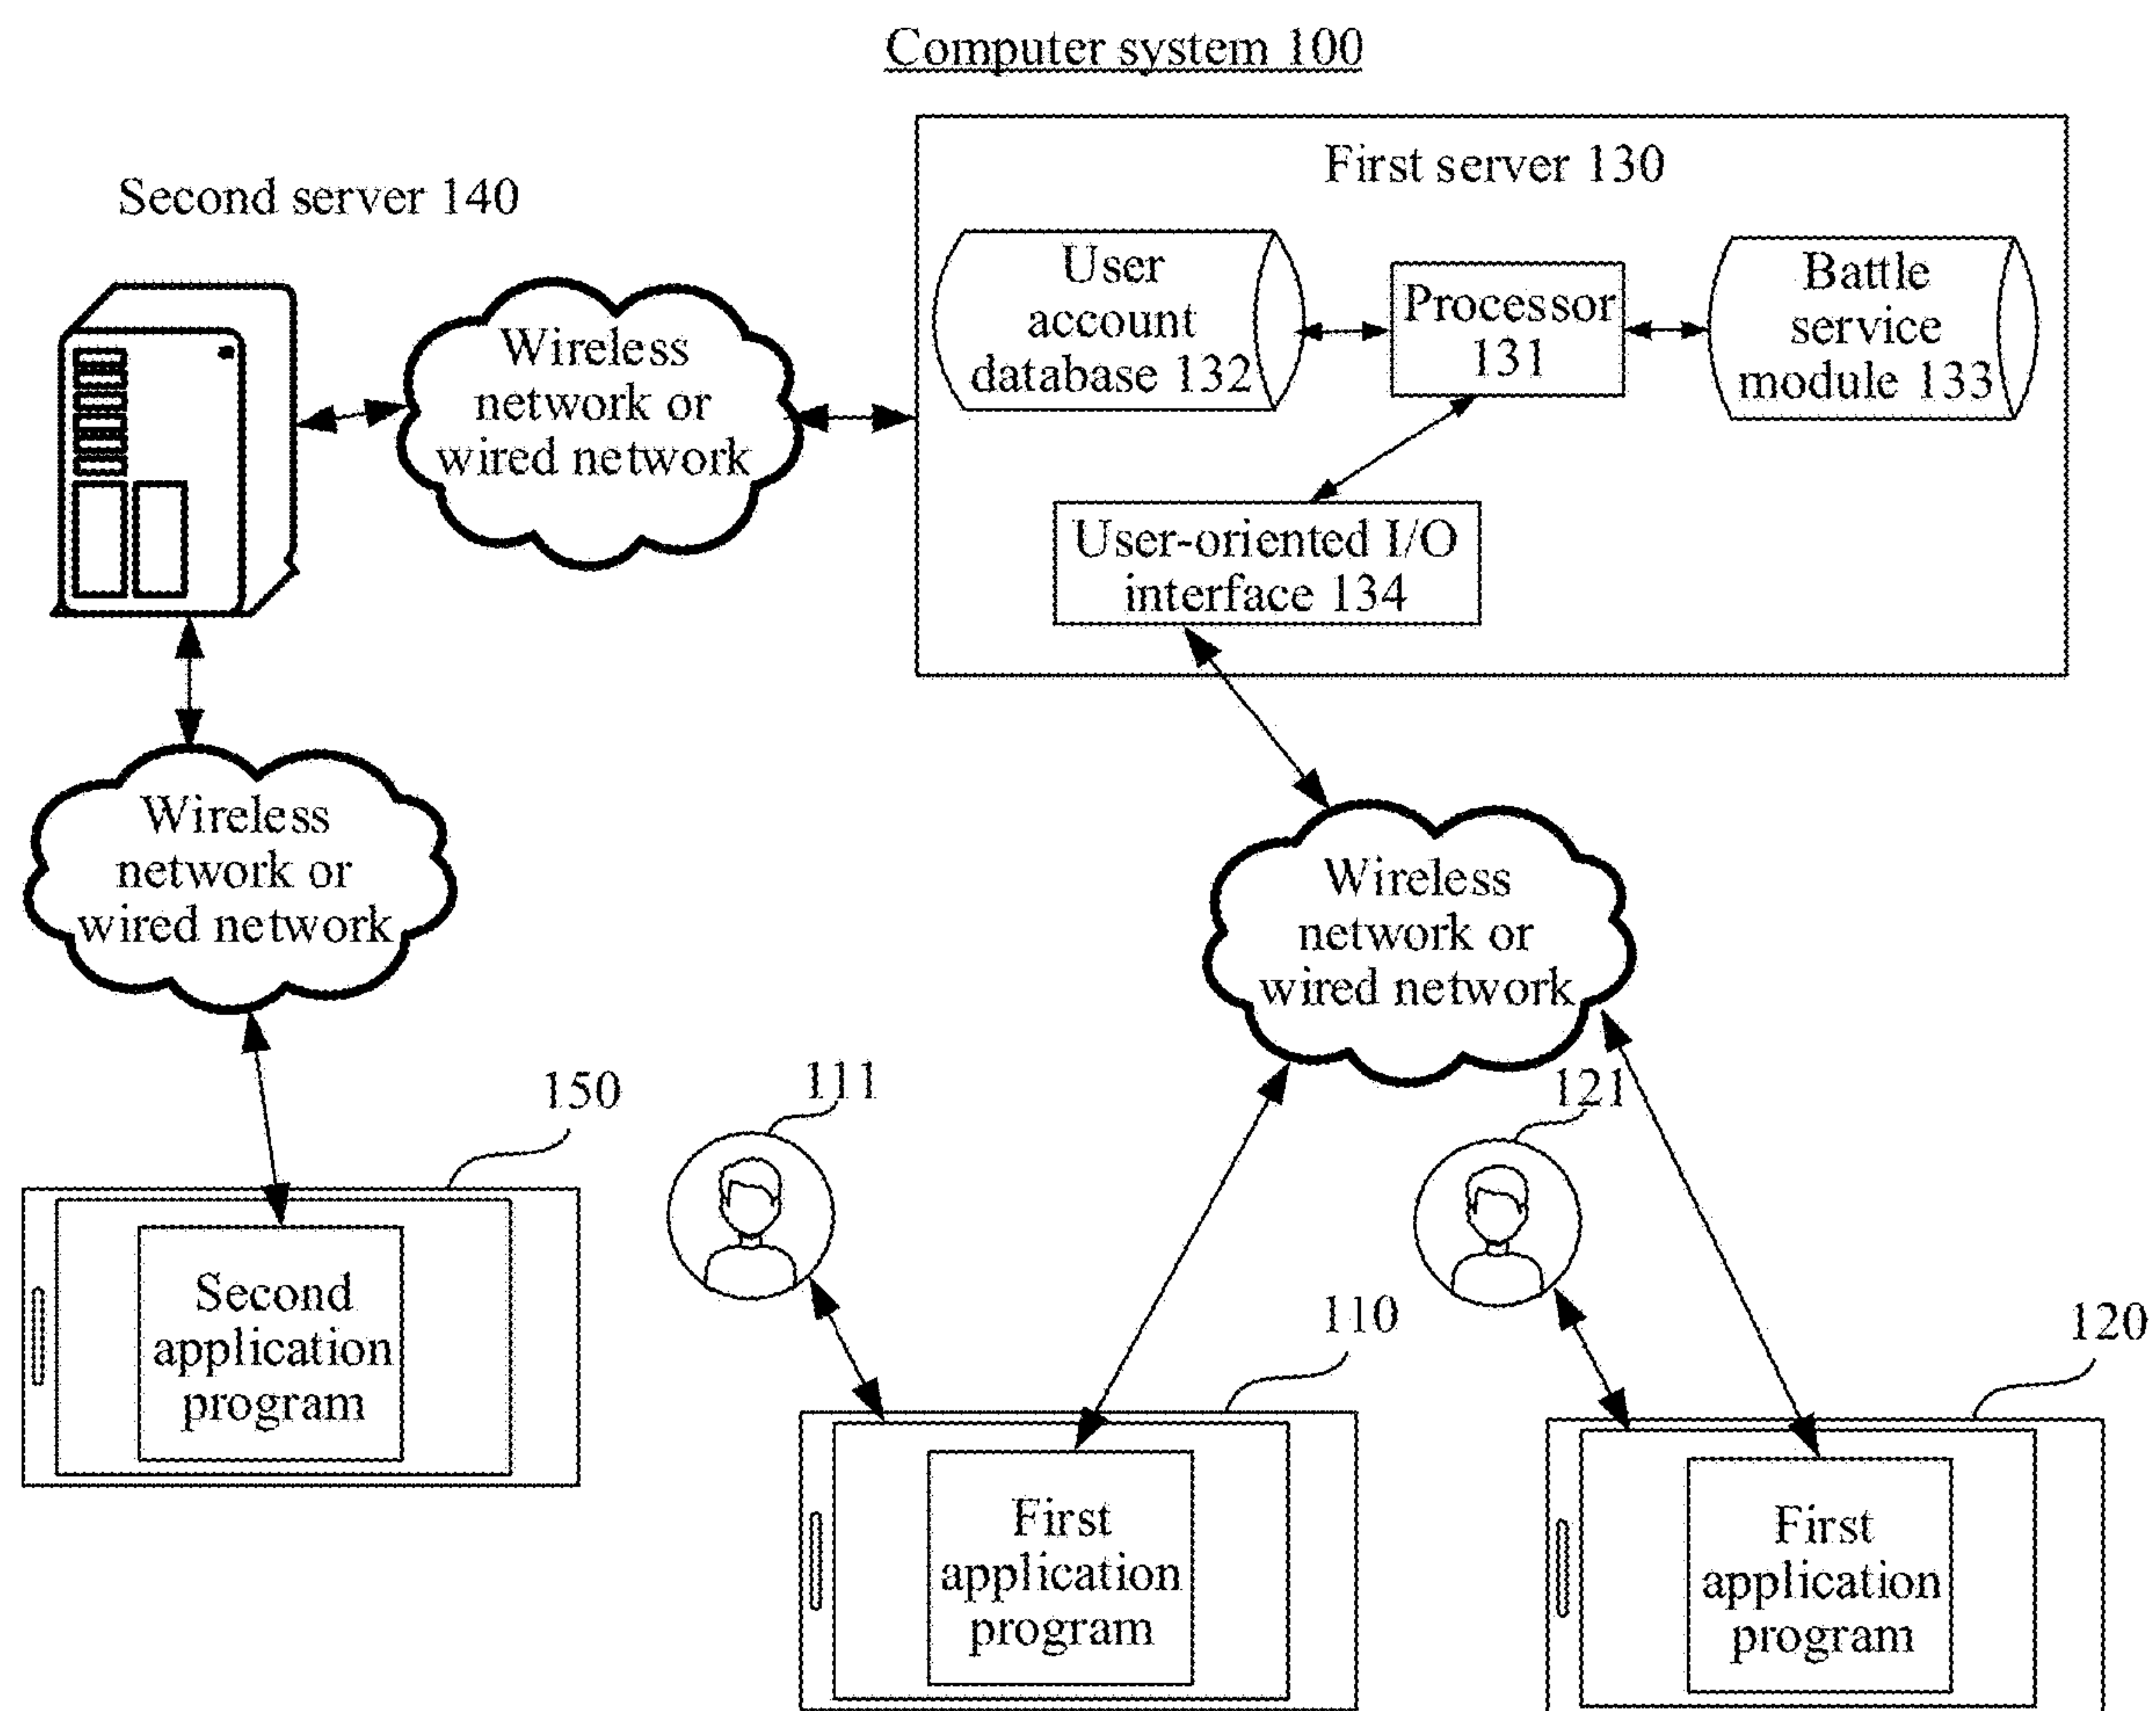 Computer system 100
First server 130
Second server 140
User
account
database 132
Processor
131
Battle
service
module 133
Wireless
network or
wired network
User-oriented I/O
interface 134
Wireless
network or
wired network
Wireless
network or
wired network
150
111
121
Second
application
program
110
120
First
application
program
First
application
program